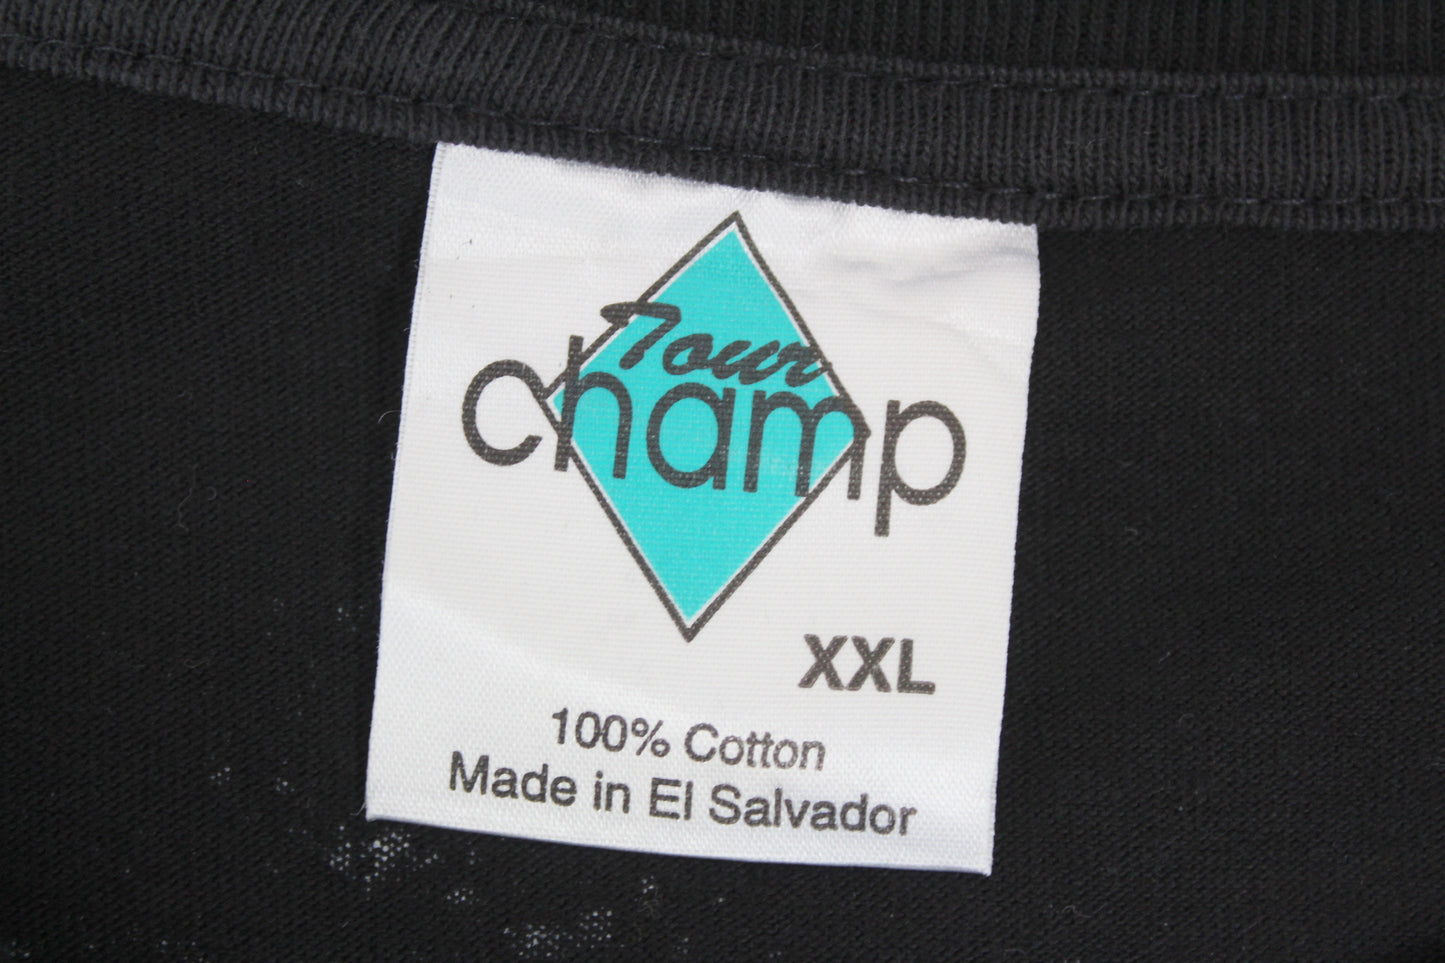 Tour
champ
XXL
100% Cotton
Made in El Salvador